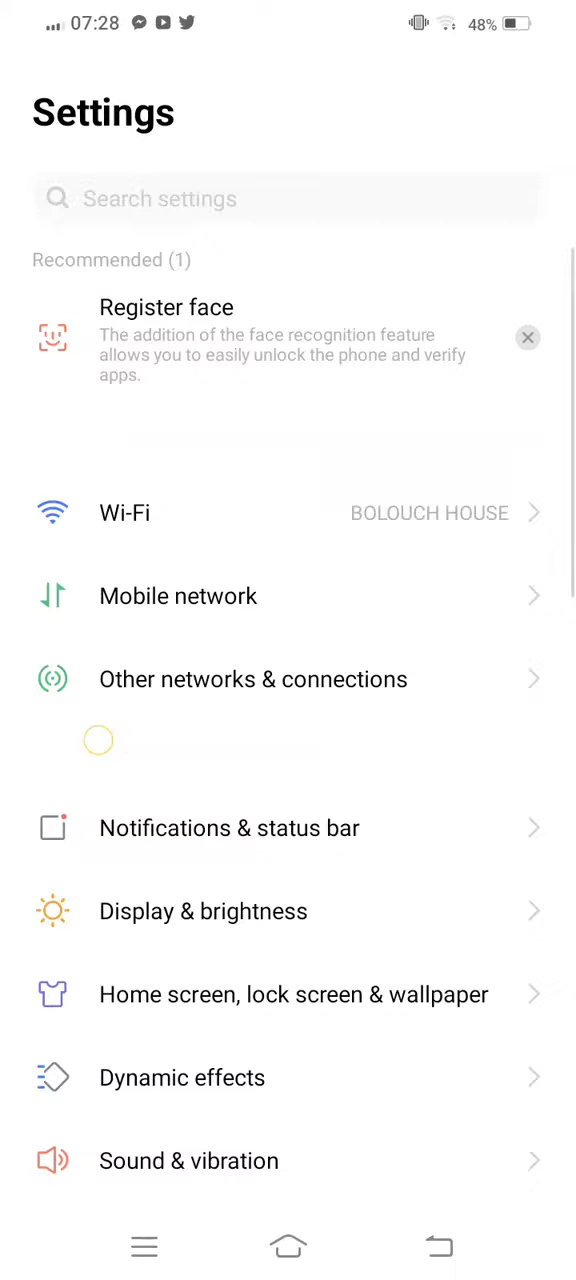 07:28
48%
Settings
Search settings
Recommended (1)
Register face
The addition of the face recognition feature
allows you to easily unlock the phone and verify
apps.
Wi-Fi
BOLOUCH HOUSE
Mobile network
Other networks & connections
Notifications & status bar
Display & brightness
Home screen, lock screen & wallpaper
Dynamic effects
Sound & vibration